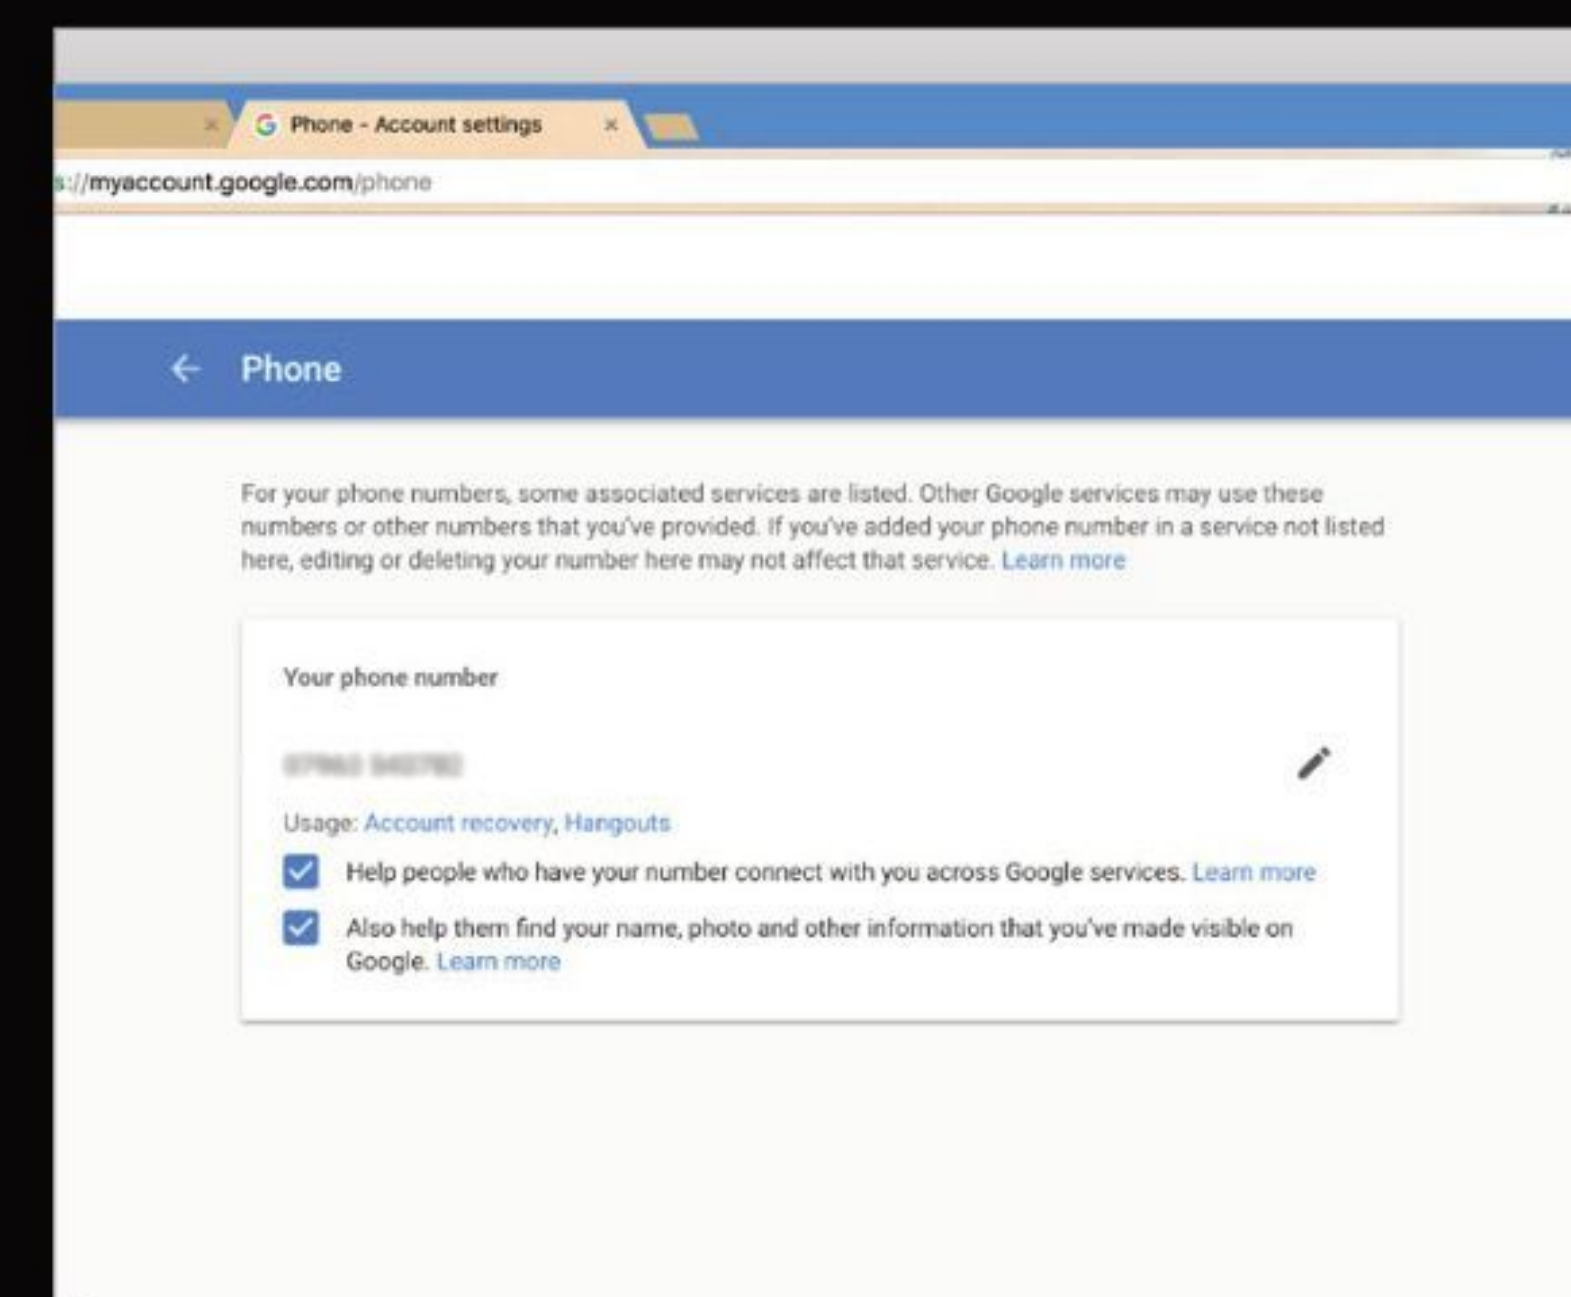 Phone - Account settings
s://myaccount.google.com/phone
Phone
For your phone numbers, some associated services are listed. Other Google services may use these
numbers or other numbers that you've provided. If you've added your phone number in a service not listed
here, editing or deleting your number here may not affect that service. Learn more
Your phone number
Usage: Account recovery, Hangouts
Help people who have your number connect with you across Google services. Learn more
Also help them find your name, photo and other information that you've made visible on
Google. Learn more